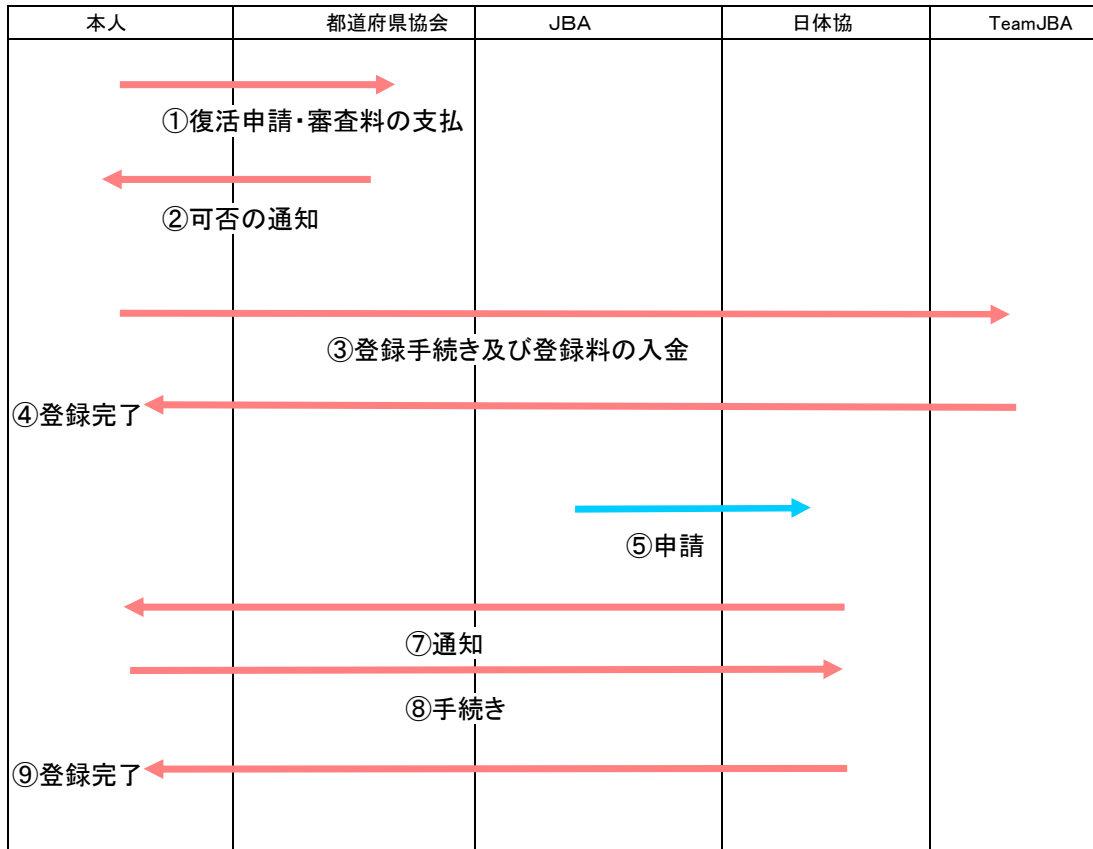 本人 都道府県協会 JBA 日体協 TeamJBA
①復活申請・審査料の支払
②可否の通知
③登録手続き及び登録料の入金
④登録完了
⑤申請
⑦通知
⑧手続き
⑨登録完了